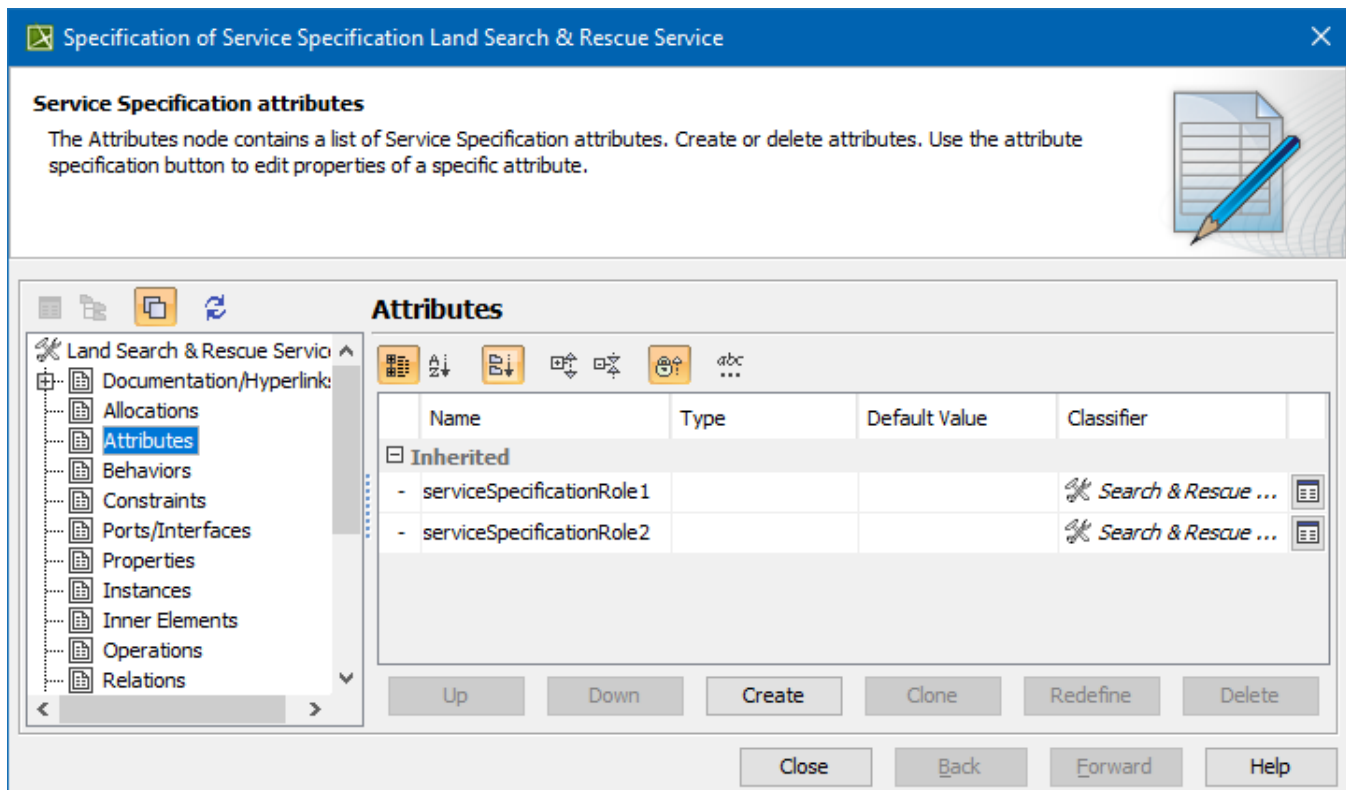 Specification of Service Specification Land Search & Rescue Service
Service Specification attributes
The Attributes node contains a list of Service Specification attributes. Create or delete attributes. Use the attribute
specification button to edit properties of a specific attribute.
Land Search & Rescue Servic
Documentation/Hyperlink
Allocations
Attributes
Behaviors
Constraints
Ports/Interfaces
Properties
Instances
Inner Elements
Operations
Relations
Attributes
abc
Name Type Default Value Classifier
Inherited
- serviceSpecificationRole1 Search & Rescue ...
- serviceSpecificationRole2 Search & Rescue ...
Up Down Create Clone Redefine Delete
Close Back Forward Help